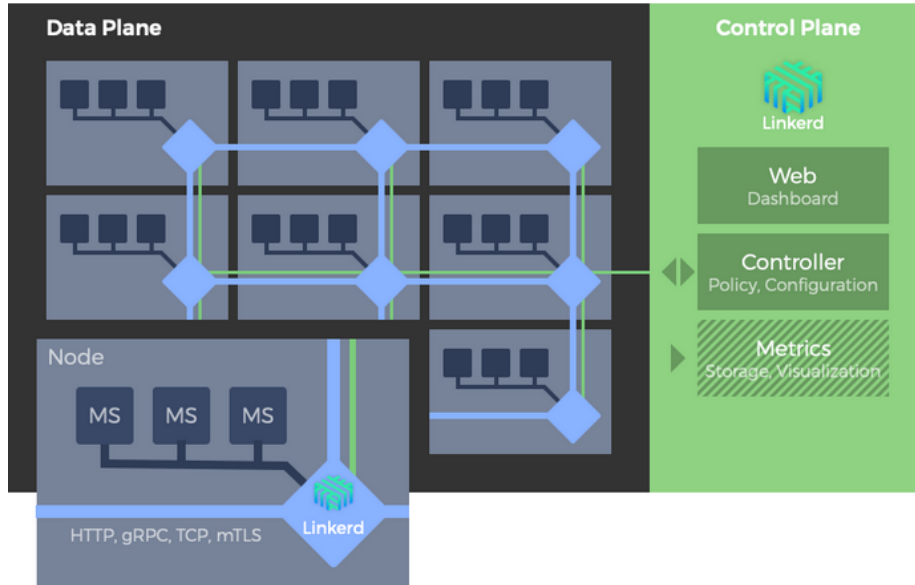 Data Plane
Control Plane
Linkerd
Web
Dashboard
Controller
Policy, Configuration
Metrics
Storage, Visualization
Node
MS MS MS
Linkerd
HTTP, gRPC, TCP, mTLS